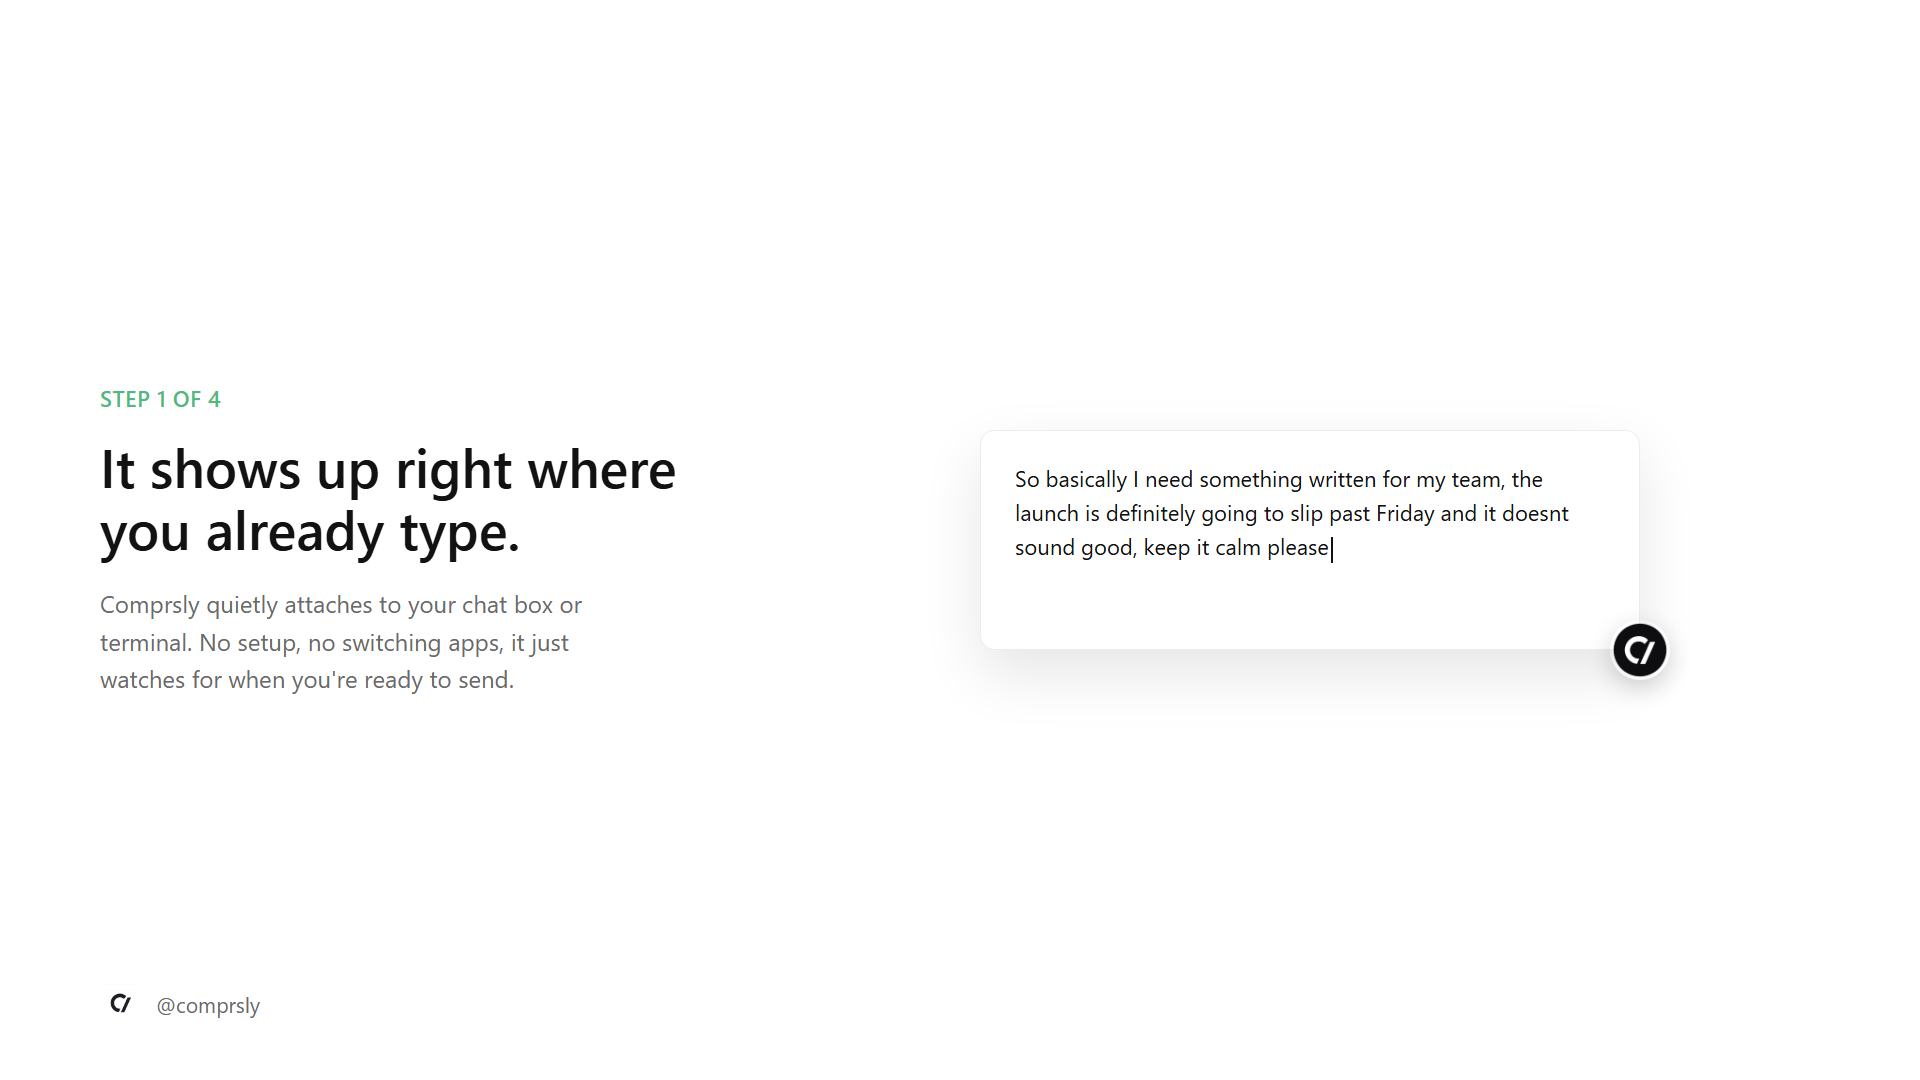 STEP 1 OF 4
It shows up right where
you already type.
Comprsly quietly attaches to your chat box or
terminal. No setup, no switching apps, it just
watches for when you're ready to send.
So basically I need something written for my team, the
launch is definitely going to slip past Friday and it doesnt
sound good, keep it calm please
@comprsly